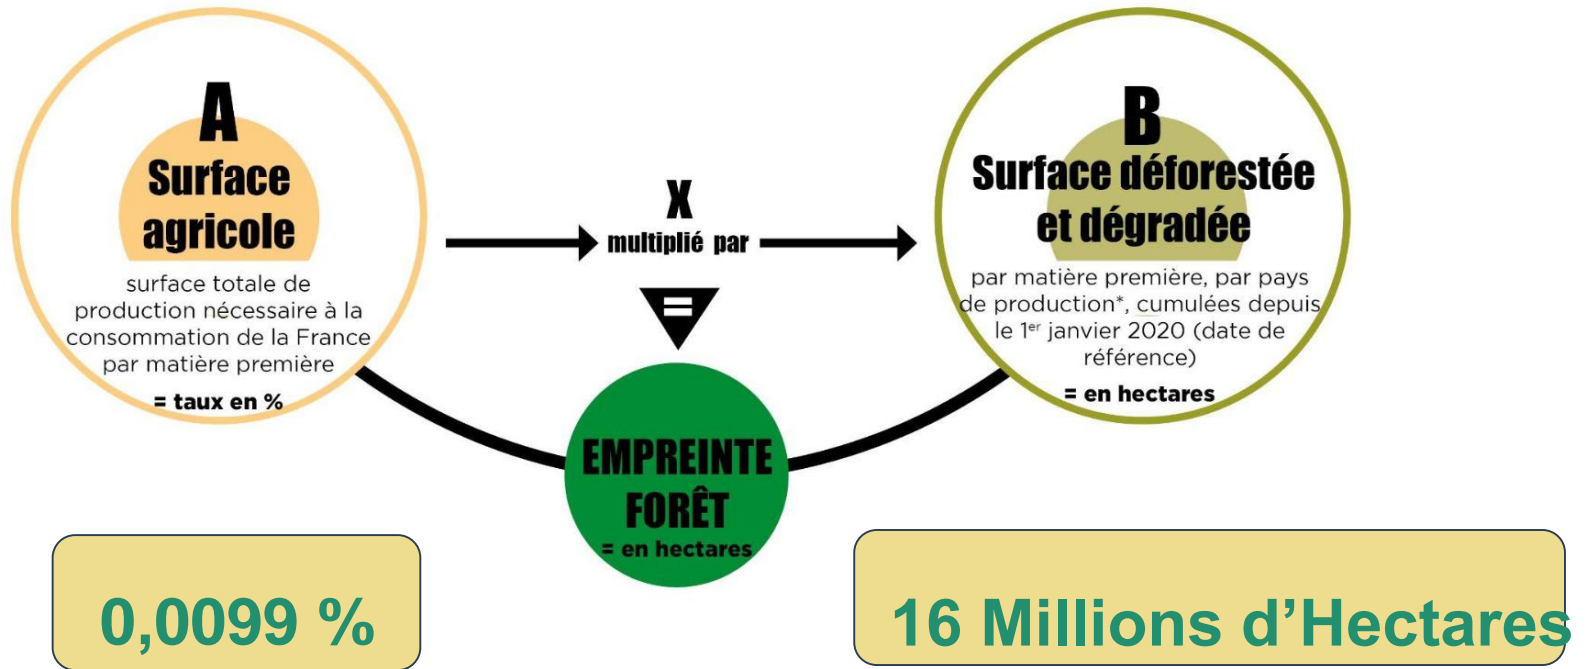 A
Surface
agricole
surface totale de
production nécessaire à la
consommation de la France
par matière première
= taux en %
X
multiplié par
=
B
Surface déforestée
et dégradée
par matière première, par pays
de production*, cumulées depuis
le 1er janvier 2020 (date de
référence)
= en hectares
EMPREINTE
FORÊT
= en hectares
0,0099 %
16 Millions d’Hectares